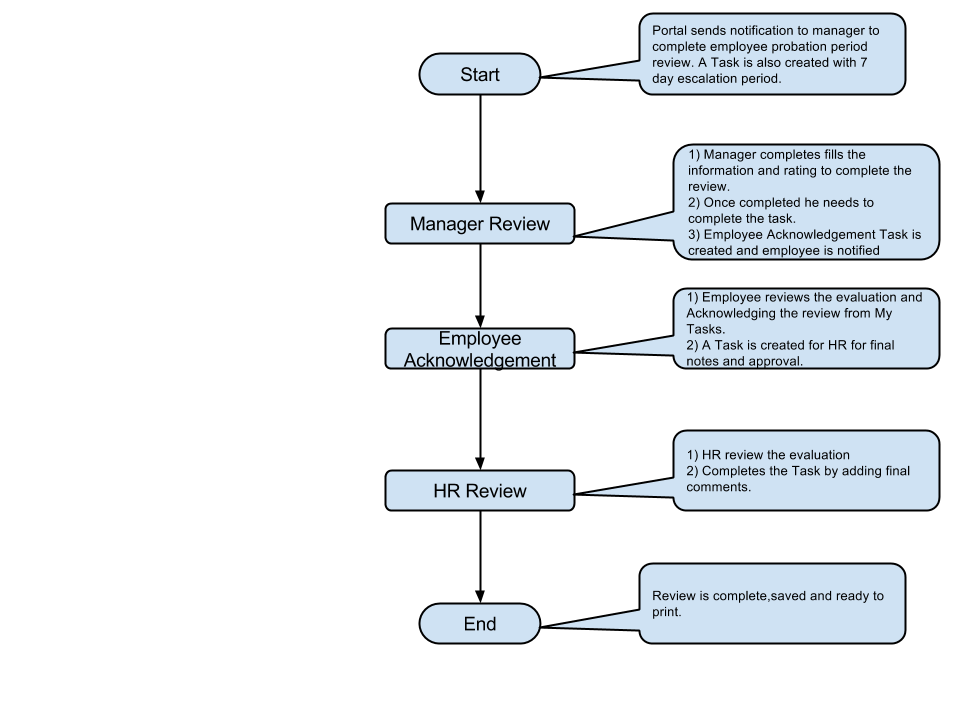 Start
Portal sends notification to manager to
complete employee probation period
review. A Task is also created with 7
day escalation period.
Manager Review
1) Manager completes fills the
information and rating to complete the
review.
2) Once completed he needs to
complete the task.
3) Employee Acknowledgement Task is
created and employee is notified
Employee
Acknowledgement
1) Employee reviews the evaluation and
Acknowledging the review from My
Tasks.
2) A Task is created for HR for final
notes and approval.
HR Review
1) HR review the evaluation
2) Completes the Task by adding final
comments.
End
Review is complete,saved and ready to
print.